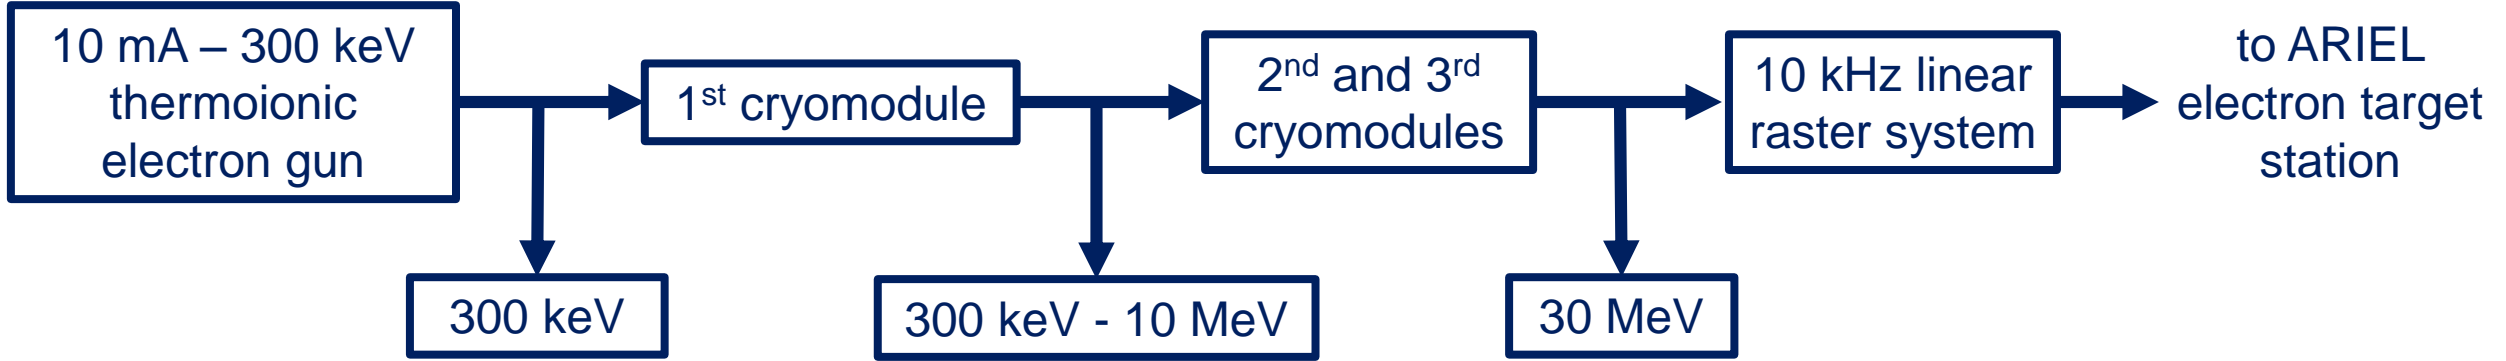 10 mA – 300 keV
thermoionic
electron gun
1st cryomodule
2nd and 3rd
cryomodules
10 kHz linear
raster system
to ARIEL
electron target
station
300 keV
300 keV - 10 MeV
30 MeV